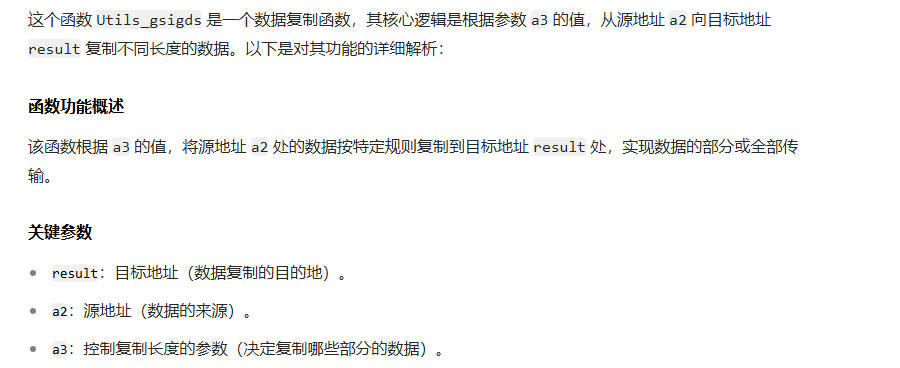 这个函数 Utils_gsigds 是一个数据复制函数，其核心逻辑是根据参数 a3 的值，从源地址 a2 向目标地址
result 复制不同长度的数据。以下是对其功能的详细解析：
函数功能概述
该函数根据 a3 的值，将源地址 a2 处的数据按特定规则复制到目标地址 result 处，实现数据的部分或全部传
输。
关键参数
• result：目标地址（数据复制的目的地）。
• a2：源地址（数据的来源）。
• a3：控制复制长度的参数（决定复制哪些部分的数据）。